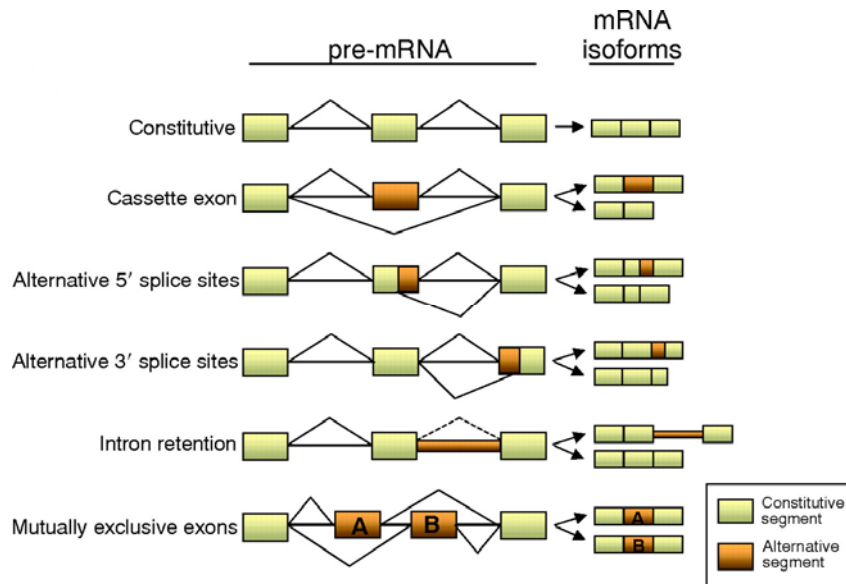 pre-mRNA
mRNA
isoforms
Constitutive
Cassette exon
Alternative 5′ splice sites
Alternative 3′ splice sites
Intron retention
Mutually exclusive exons
A
B
A
B
Constitutive
segment
Alternative
segment